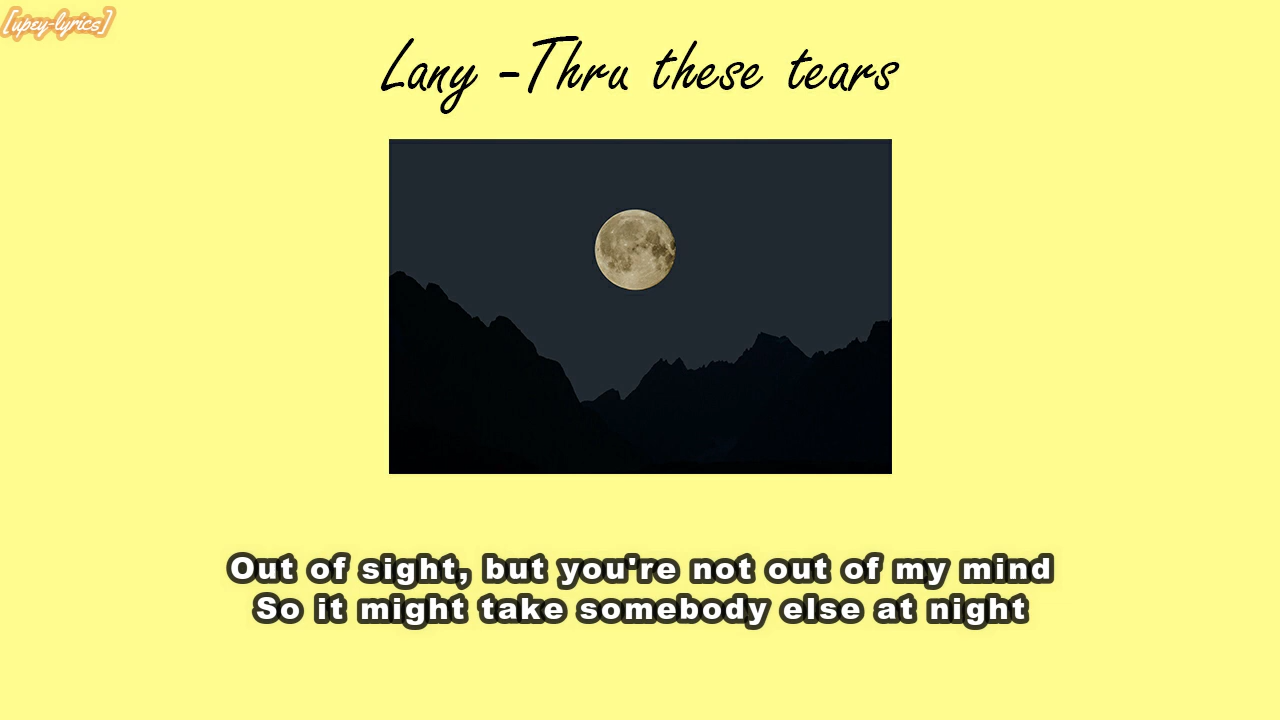 [upey-lyrics]
Lany -Thru these tears
Out of sight, but you're not out of my mind
So it might take somebody else at night